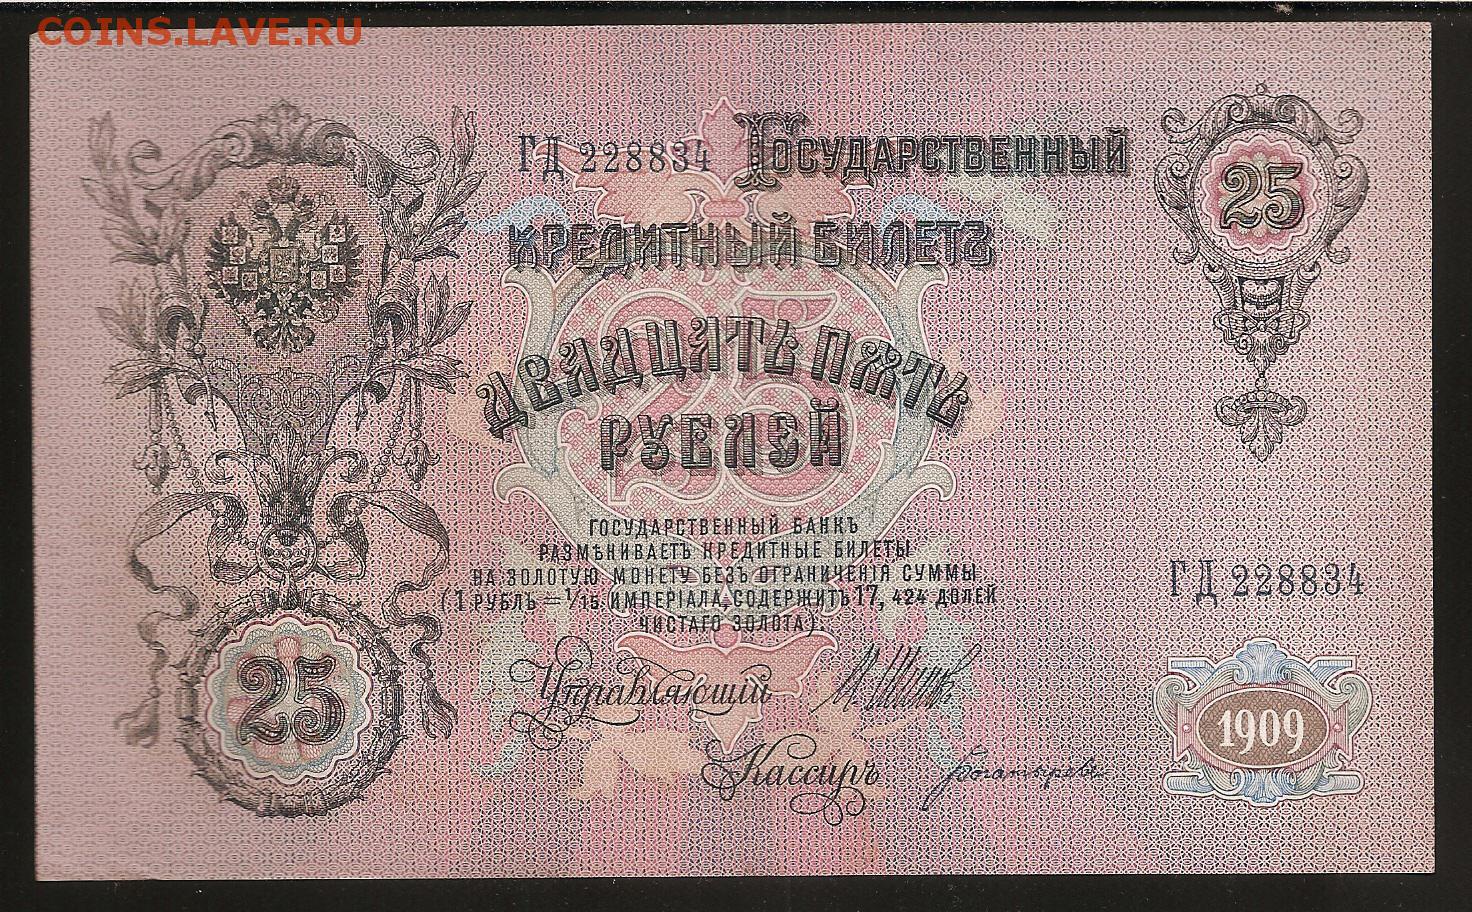 COINS.LAVE.RU
ГД 228834 ГОСУДАРСТВЕННЫЙ
КРЕДИТНЫЙ БИЛЕТЪ
25
25
ДВАДЦАТЬ ПЯТЬ
РУБЛЕЙ
ГОСУДАРСТВЕННЫЙ БАНКЪ
РАЗМѢНИВАЕТЪ КРЕДИТНЫЕ БИЛЕТЫ
НА ЗОЛОТУЮ МОНЕТУ БЕЗЪ ОГРАНИЧЕНІЯ СУММЫ
(1 РУБЛЬ = 1/15 ИМПЕРІАЛА, СОДЕРЖИТЪ 17, 424 ДОЛЕЙ
ЧИСТАГО ЗОЛОТА).
ГД 228834
Управляющій
25
1909
Кассиръ